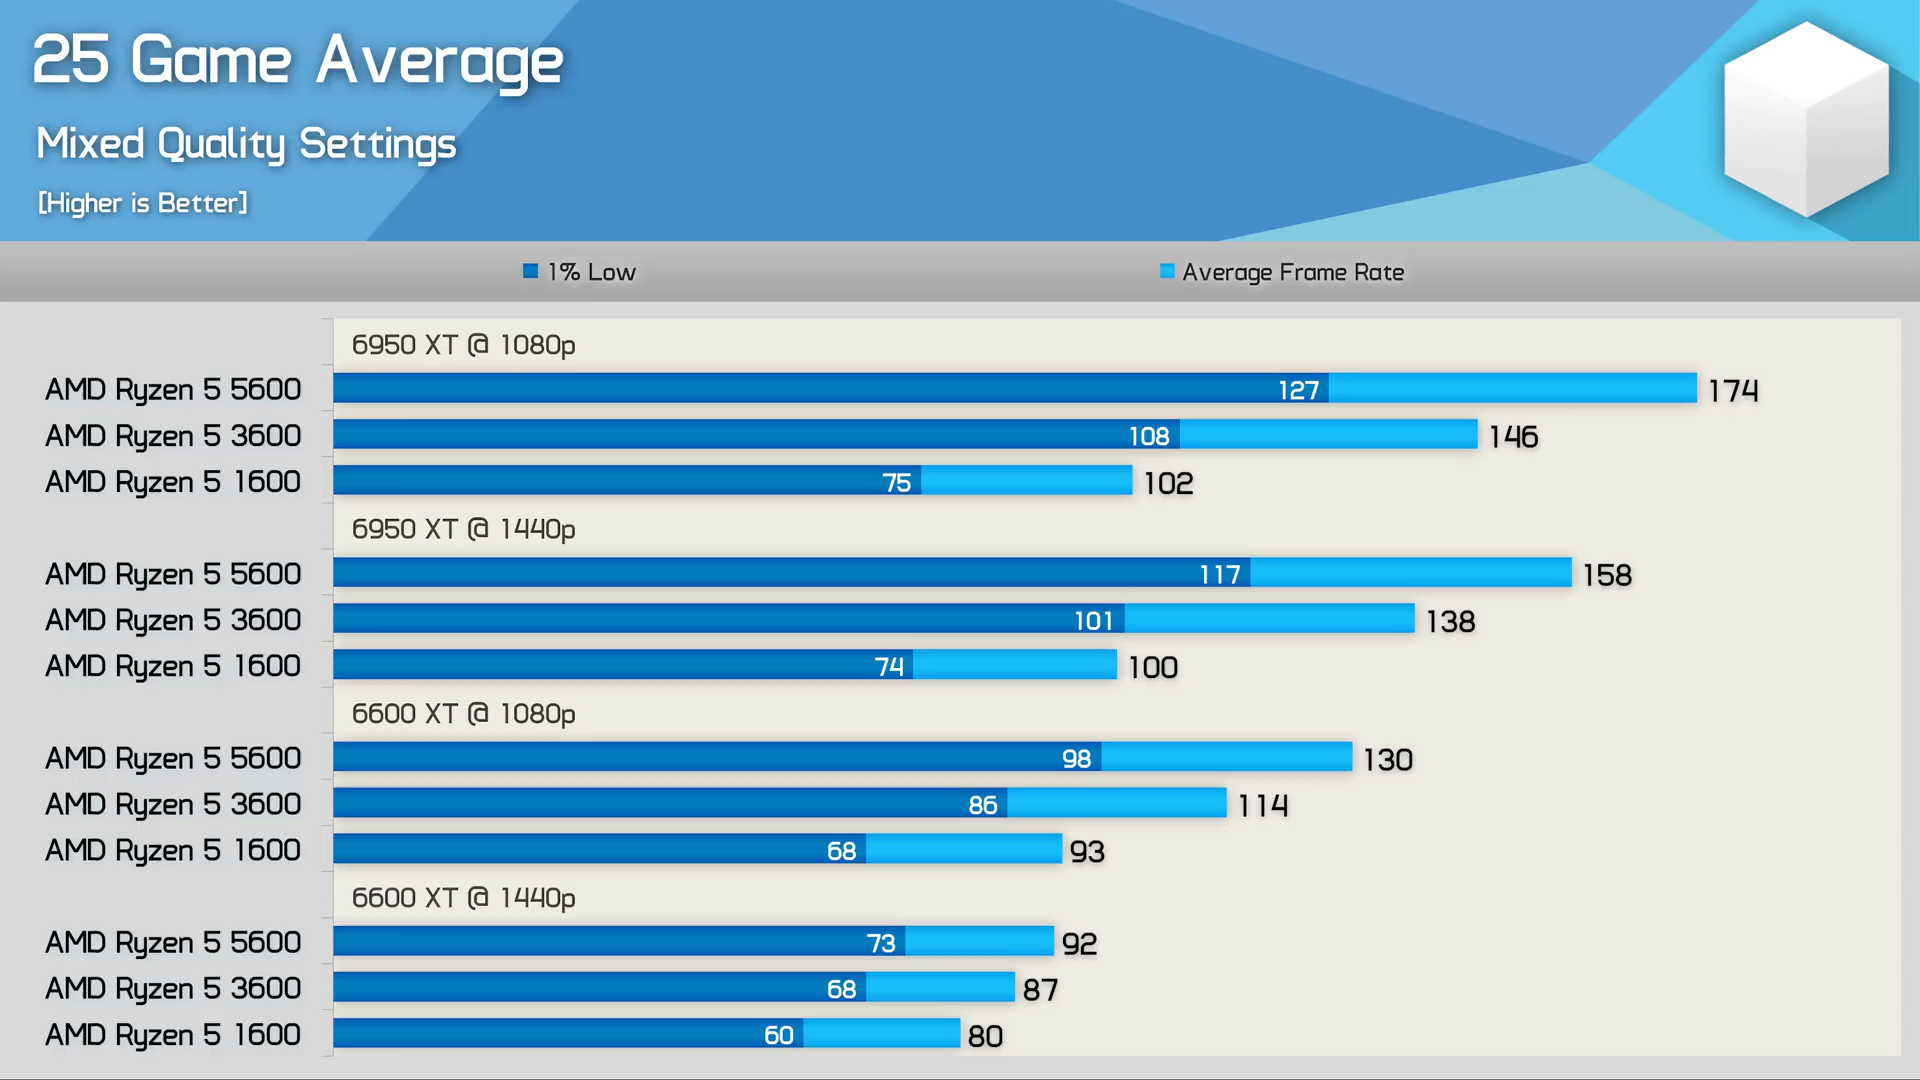 25 Game Average
Mixed Quality Settings
[Higher is Better]
1% Low
Average Frame Rate
6950 XT @ 1080p
AMD Ryzen 5 5600 127 174
AMD Ryzen 5 3600 108 146
AMD Ryzen 5 1600 75 102
6950 XT @ 1440p
AMD Ryzen 5 5600 117 158
AMD Ryzen 5 3600 101 138
AMD Ryzen 5 1600 74 100
6600 XT @ 1080p
AMD Ryzen 5 5600 98 130
AMD Ryzen 5 3600 86 114
AMD Ryzen 5 1600 68 93
6600 XT @ 1440p
AMD Ryzen 5 5600 73 92
AMD Ryzen 5 3600 68 87
AMD Ryzen 5 1600 60 80